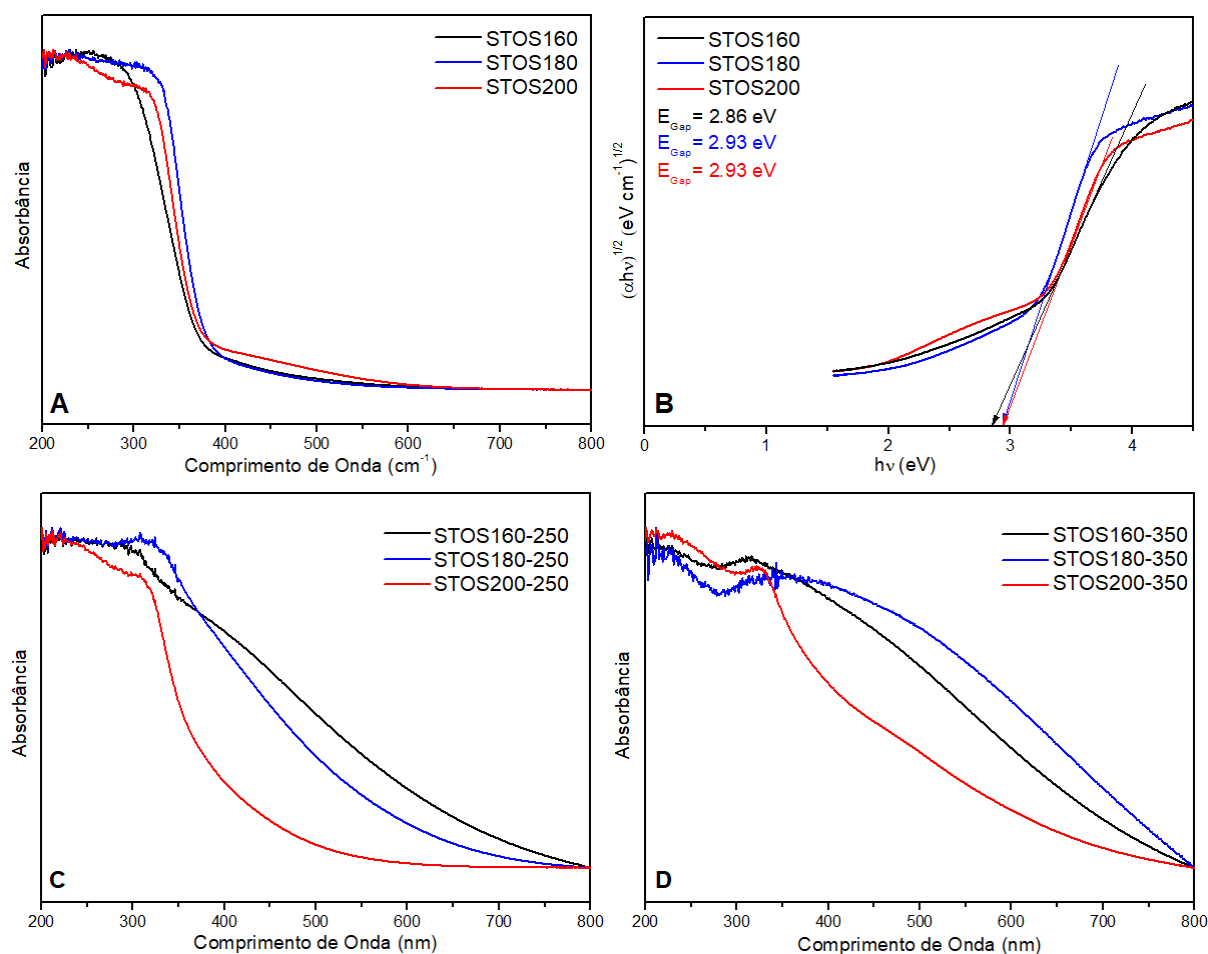 STOS160
STOS180
STOS200
Absorbância
A
200 300 400 500 600 700 800
Comprimento de Onda (cm⁻¹)
STOS160
STOS180
STOS200
E_Gap = 2.86 eV
E_Gap = 2.93 eV
E_Gap = 2.93 eV
(αhν)^1/2 (eV cm⁻¹)^1/2
B
0 1 2 3 4
hν (eV)
STOS160-250
STOS180-250
STOS200-250
Absorbância
C
200 300 400 500 600 700 800
Comprimento de Onda (nm)
STOS160-350
STOS180-350
STOS200-350
Absorbância
D
200 300 400 500 600 700 800
Comprimento de Onda (nm)